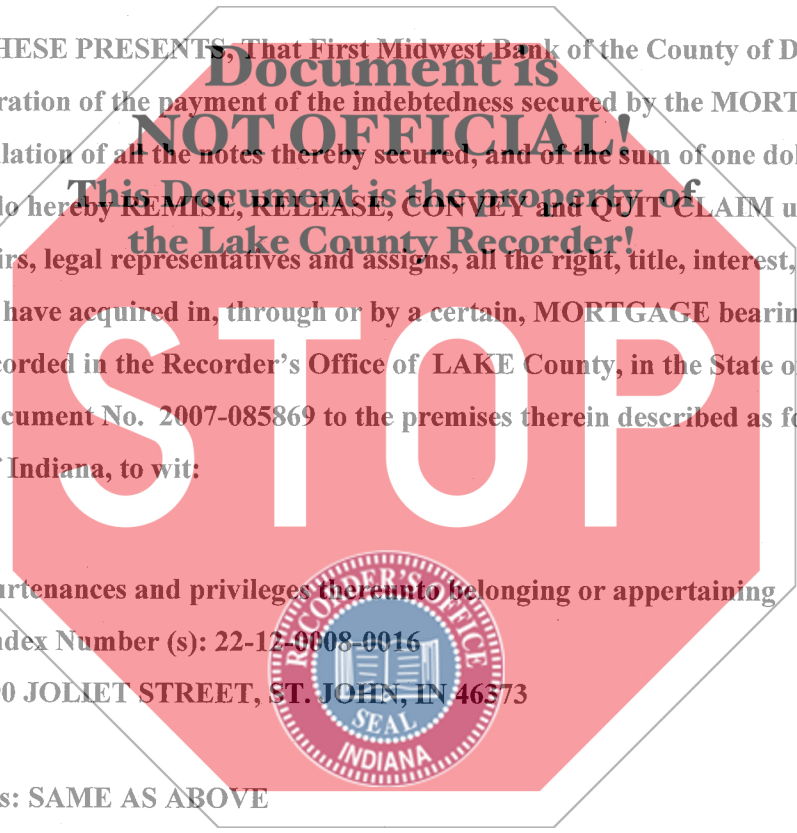 HESE PRESENTS, That First Midwest Bank of the County of D
Document is
ration of the payment of the indebtedness secured by the MORT
NOT OFFICIAL!
lation of all the notes thereby secured, and of the sum of one dol
This Document is the property of
do hereby REMISE, RELEASE, CONVEY and QUIT CLAIM u
the Lake County Recorder!
irs, legal representatives and assigns, all the right, title, interest,
have acquired in, through or by a certain, MORTGAGE bearin
STOP
corded in the Recorder's Office of LAKE County, in the State o
cument No. 2007-085869 to the premises therein described as fo
f Indiana, to wit:
urtenances and privileges thereunto belonging or appertaining
ndex Number (s): 22-12-0008-0016
90 JOLIET STREET, ST. JOHN, IN 46373
RECORDER'S OFFICE
SEAL
INDIANA
s: SAME AS ABOVE